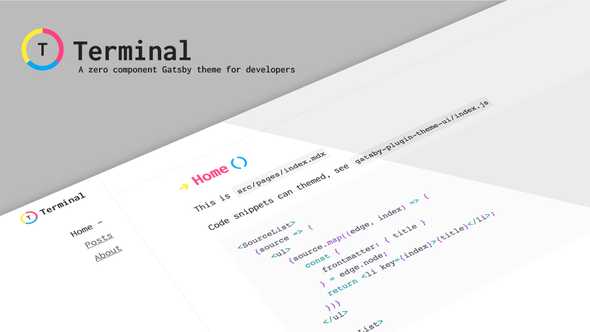 T Terminal
A zero component Gatsby theme for developers
T Terminal
Home ~
Posts
About
→ Home ()
This is src/pages/index.mdx
Code snippets can themed, see gatsby-plugin-theme-ui/index.js
<SourceList>
{source => {
<ul>
{source.map((edge, index) => {
const {
frontmatter: { title }
} = edge.node;
return <li key={index}>{title}</li>;
})}
</ul>